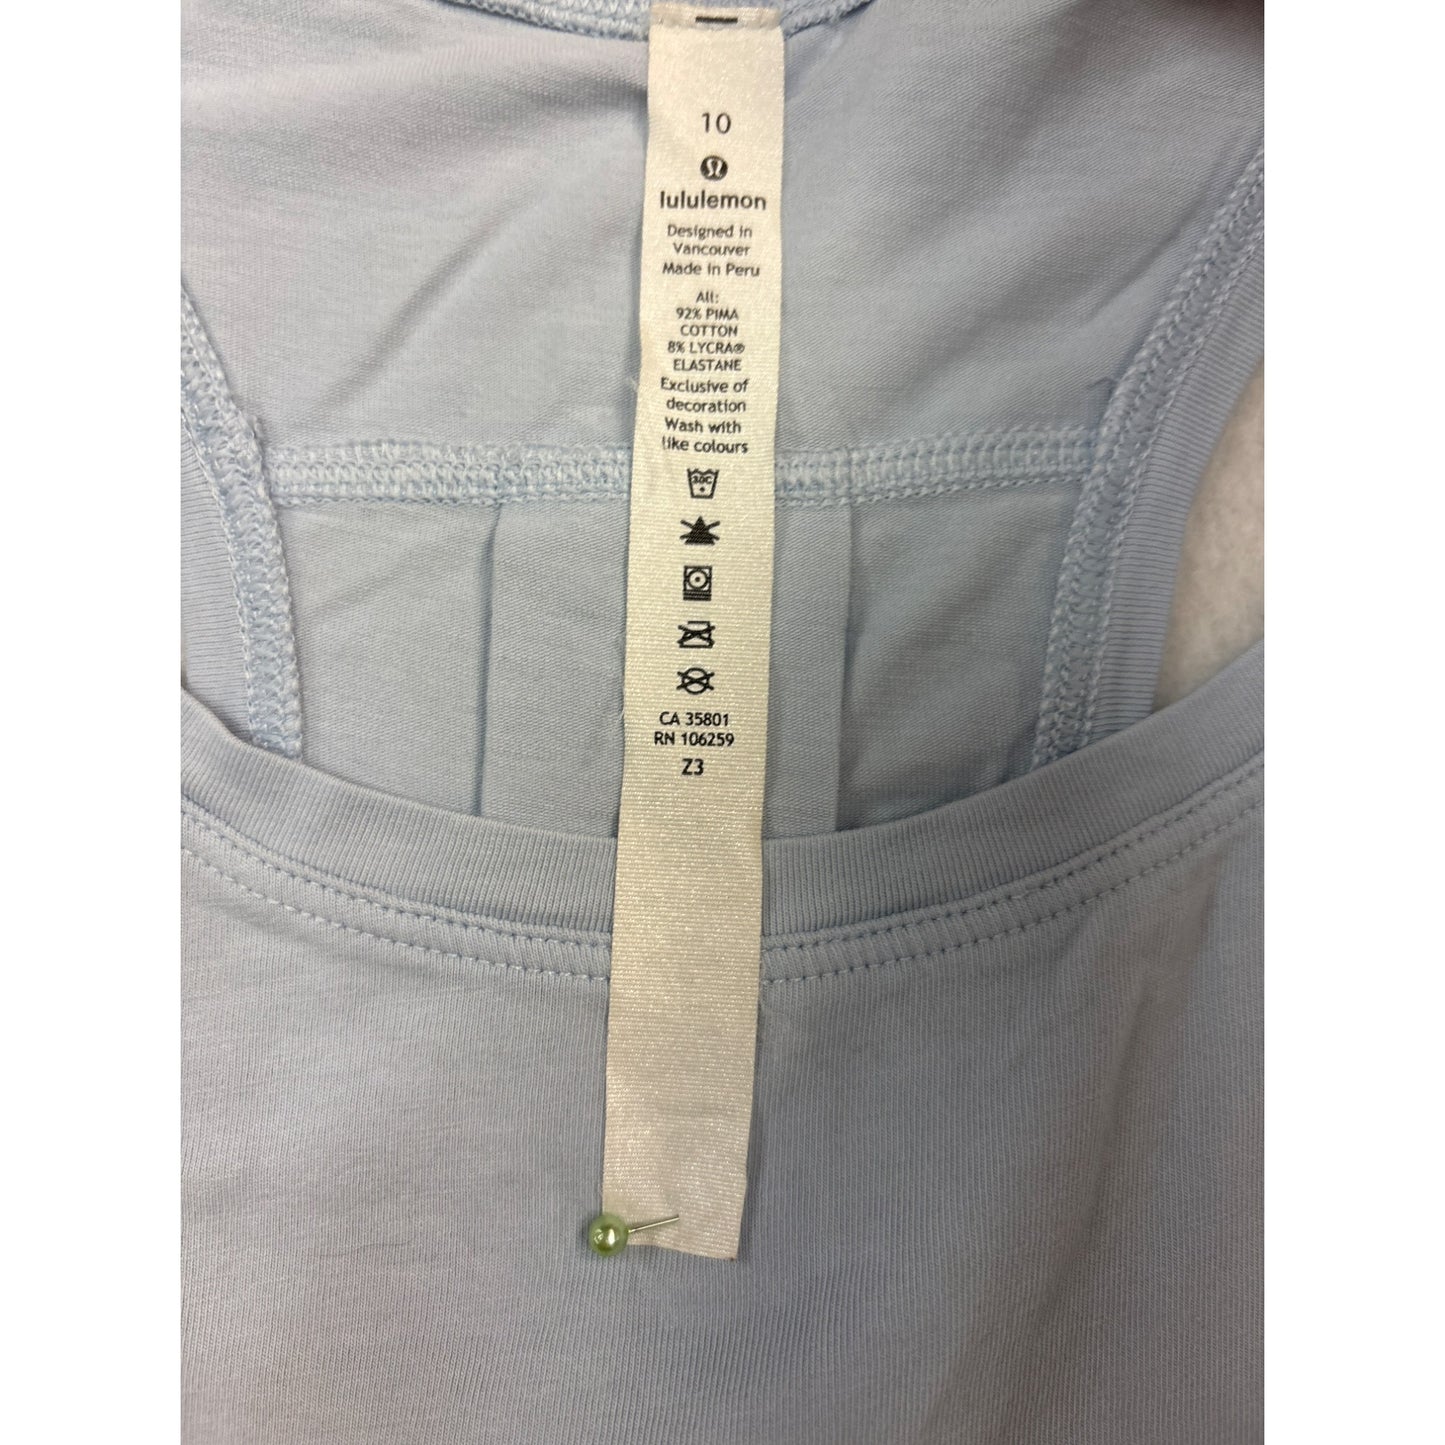 10
lululemon
Designed in
Vancouver
Made in Peru
All:
92% PIMA
COTTON
8% LYCRA®
ELASTANE
Exclusive of
decoration
Wash with
like colours
30C
CA 35801
RN 106259
Z3